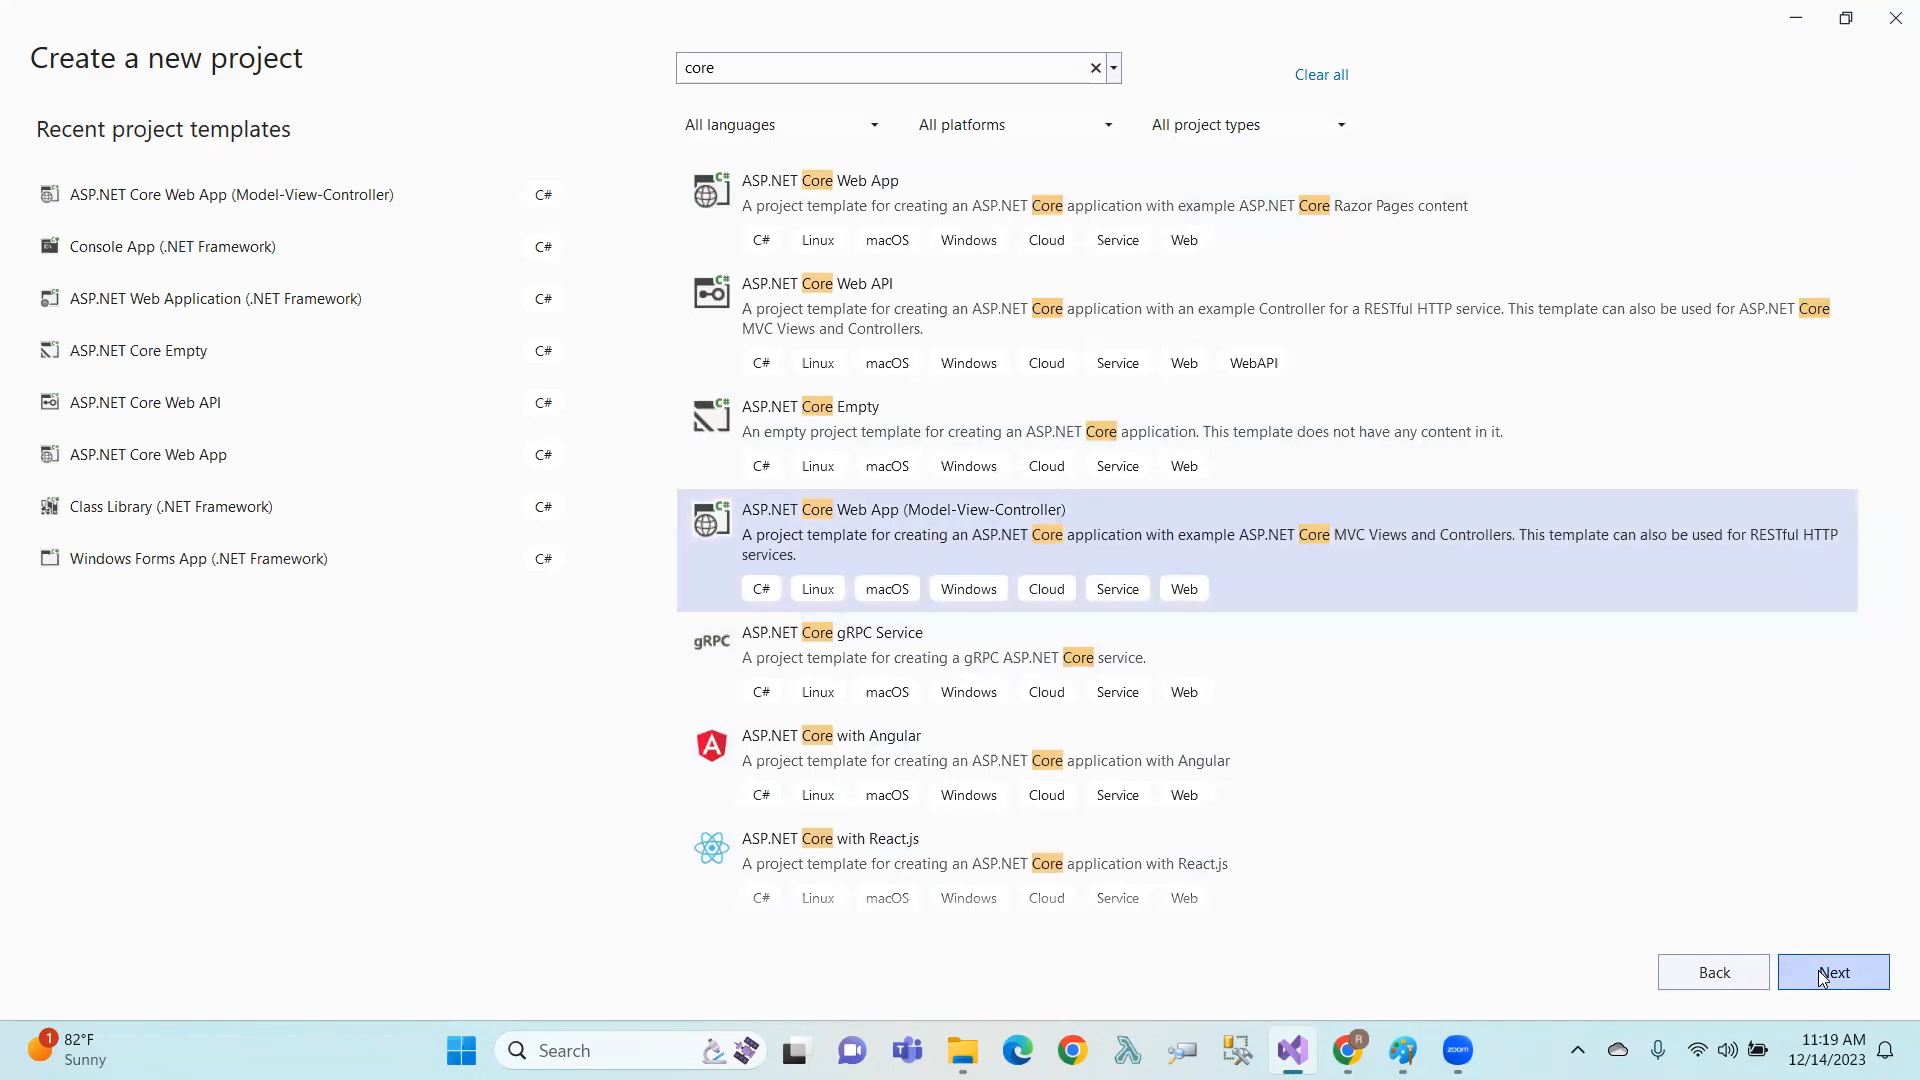 Create a new project
core
Clear all
Recent project templates
All languages
All platforms
All project types
ASP.NET Core Web App (Model-View-Controller) C#
Console App (.NET Framework) C#
ASP.NET Web Application (.NET Framework) C#
ASP.NET Core Empty C#
ASP.NET Core Web API C#
ASP.NET Core Web App C#
Class Library (.NET Framework) C#
Windows Forms App (.NET Framework) C#
ASP.NET Core Web App
A project template for creating an ASP.NET Core application with example ASP.NET Core Razor Pages content
C# Linux macOS Windows Cloud Service Web
ASP.NET Core Web API
A project template for creating an ASP.NET Core application with an example Controller for a RESTful HTTP service. This template can also be used for ASP.NET Core
MVC Views and Controllers.
C# Linux macOS Windows Cloud Service Web WebAPI
ASP.NET Core Empty
An empty project template for creating an ASP.NET Core application. This template does not have any content in it.
C# Linux macOS Windows Cloud Service Web
ASP.NET Core Web App (Model-View-Controller)
A project template for creating an ASP.NET Core application with example ASP.NET Core MVC Views and Controllers. This template can also be used for RESTful HTTP
services.
C# Linux macOS Windows Cloud Service Web
gRPC
ASP.NET Core gRPC Service
A project template for creating a gRPC ASP.NET Core service.
C# Linux macOS Windows Cloud Service Web
ASP.NET Core with Angular
A project template for creating an ASP.NET Core application with Angular
C# Linux macOS Windows Cloud Service Web
ASP.NET Core with React.js
A project template for creating an ASP.NET Core application with React.js
C# Linux macOS Windows Cloud Service Web
Back
Next
1
82°F
Sunny
Search
R
zoom
11:19 AM
12/14/2023